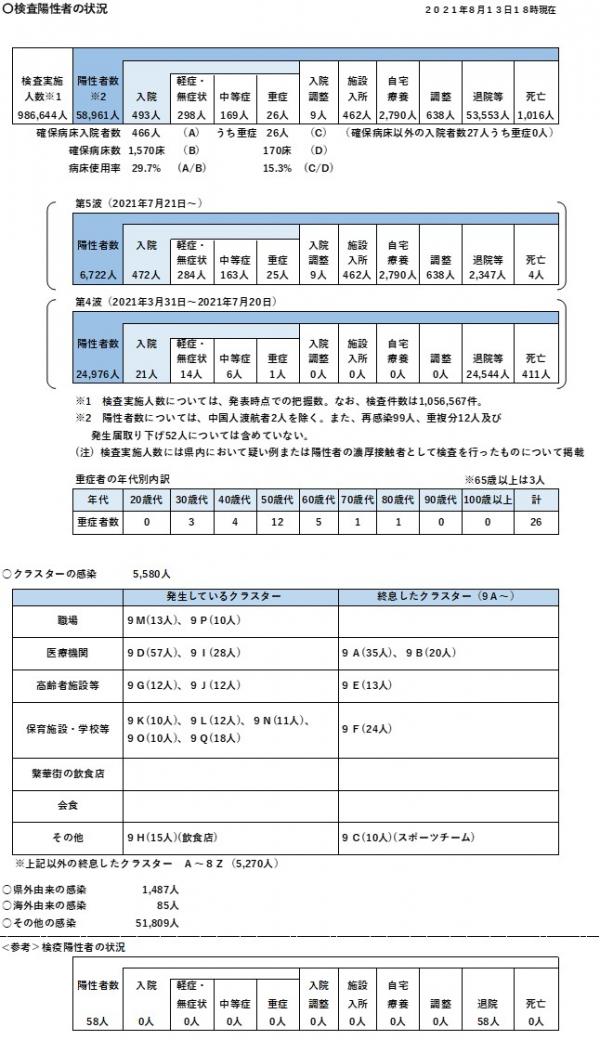 〇検査陽性者の状況
２０２１年８月１３日１８時現在
検査実施人数※1 陽性者数※2 入院 軽症・無症状 中等症 重症 入院調整 施設入所 自宅療養 調整 退院等 死亡
986,644人 58,961人 493人 298人 169人 26人 9人 462人 2,790人 638人 53,553人 1,016人
確保病床入院者数 466人 （A） うち重症 26人 （C） （確保病床以外の入院者数27人うち重症0人）
確保病床数 1,570床 （B） 170床 （D）
病床使用率 29.7% （A/B） 15.3% （C/D）
第5波（2021年7月21日～）
陽性者数 入院 軽症・無症状 中等症 重症 入院調整 施設入所 自宅療養 調整 退院等 死亡
6,722人 472人 284人 163人 25人 9人 462人 2,790人 638人 2,347人 4人
第4波（2021年3月31日～2021年7月20日）
陽性者数 入院 軽症・無症状 中等症 重症 入院調整 施設入所 自宅療養 調整 退院等 死亡
24,976人 21人 14人 6人 1人 0人 0人 0人 0人 24,544人 411人
※1　検査実施人数については、発表時点での把握数。なお、検査件数は1,056,567件。
※2　陽性者数については、中国人渡航者2人を除く。また、再感染99人、重複分12人及び
発生届取り下げ52人については含めていない。
（注）検査実施人数には県内において疑い例または陽性者の濃厚接触者として検査を行ったものについて掲載
重症者の年代別内訳 ※65歳以上は3人
年代 20歳代 30歳代 40歳代 50歳代 60歳代 70歳代 80歳代 90歳代 100歳以上 計
重症者数 0 3 4 12 5 1 1 0 0 26
〇クラスターの感染 5,580人
発生しているクラスター 終息したクラスター（9A～）
職場 9M(13人)、9P(10人)
医療機関 9D(57人)、9I(28人) 9A(35人)、9B(20人)
高齢者施設等 9G(12人)、9J(12人) 9E(13人)
保育施設・学校等 9K(10人)、9L(12人)、9N(11人)、 9F(24人)
9O(10人)、9Q(18人)
繁華街の飲食店
会食
その他 9H(15人)(飲食店) 9C(10人)(スポーツチーム)
※上記以外の終息したクラスター　A～8Z（5,270人）
〇県外由来の感染 1,487人
〇海外由来の感染 85人
〇その他の感染 51,809人
＜参考＞検疫陽性者の状況
陽性者数 入院 軽症・無症状 中等症 重症 入院調整 施設入所 自宅療養 調整 退院 死亡
58人 0人 0人 0人 0人 0人 0人 0人 0人 58人 0人